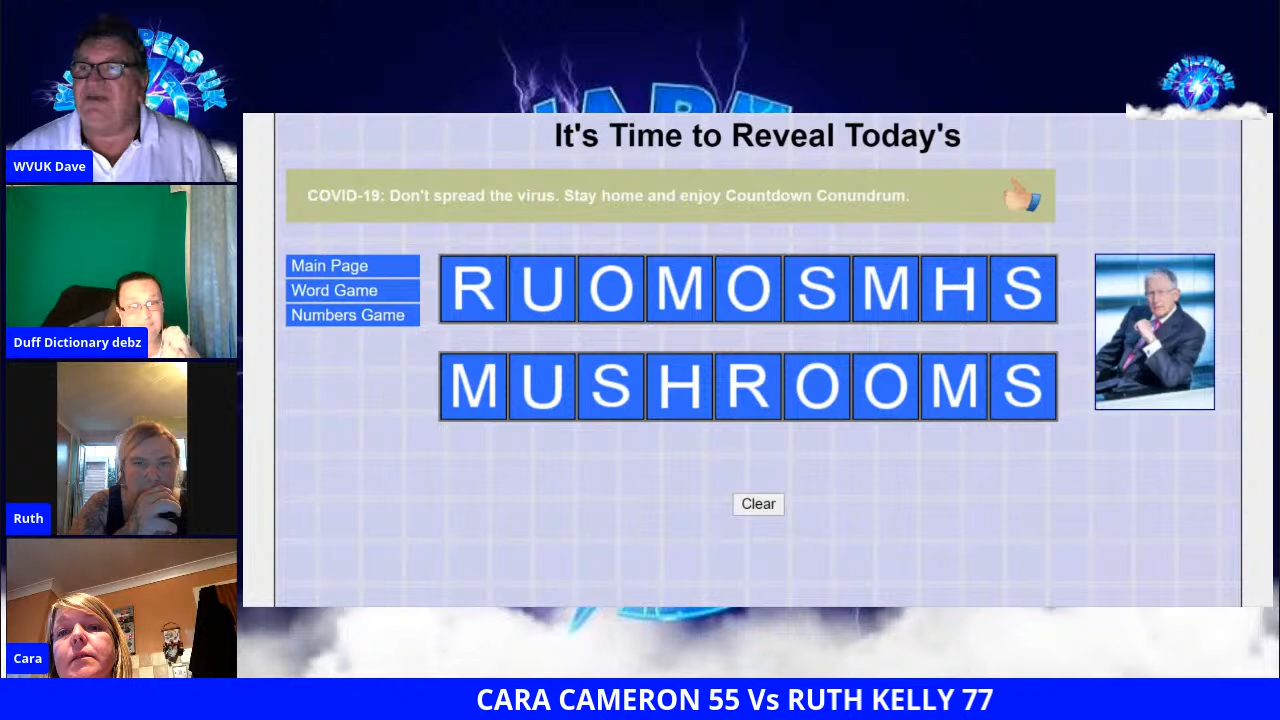 WVUK Dave
Duff Dictionary debz
Ruth
Cara
It's Time to Reveal Today's
COVID-19: Don't spread the virus. Stay home and enjoy Countdown Conundrum.
Main Page
Word Game
Numbers Game
RUOMOSMHS
MUSHROOMS
Clear
CARA CAMERON 55 Vs RUTH KELLY 77